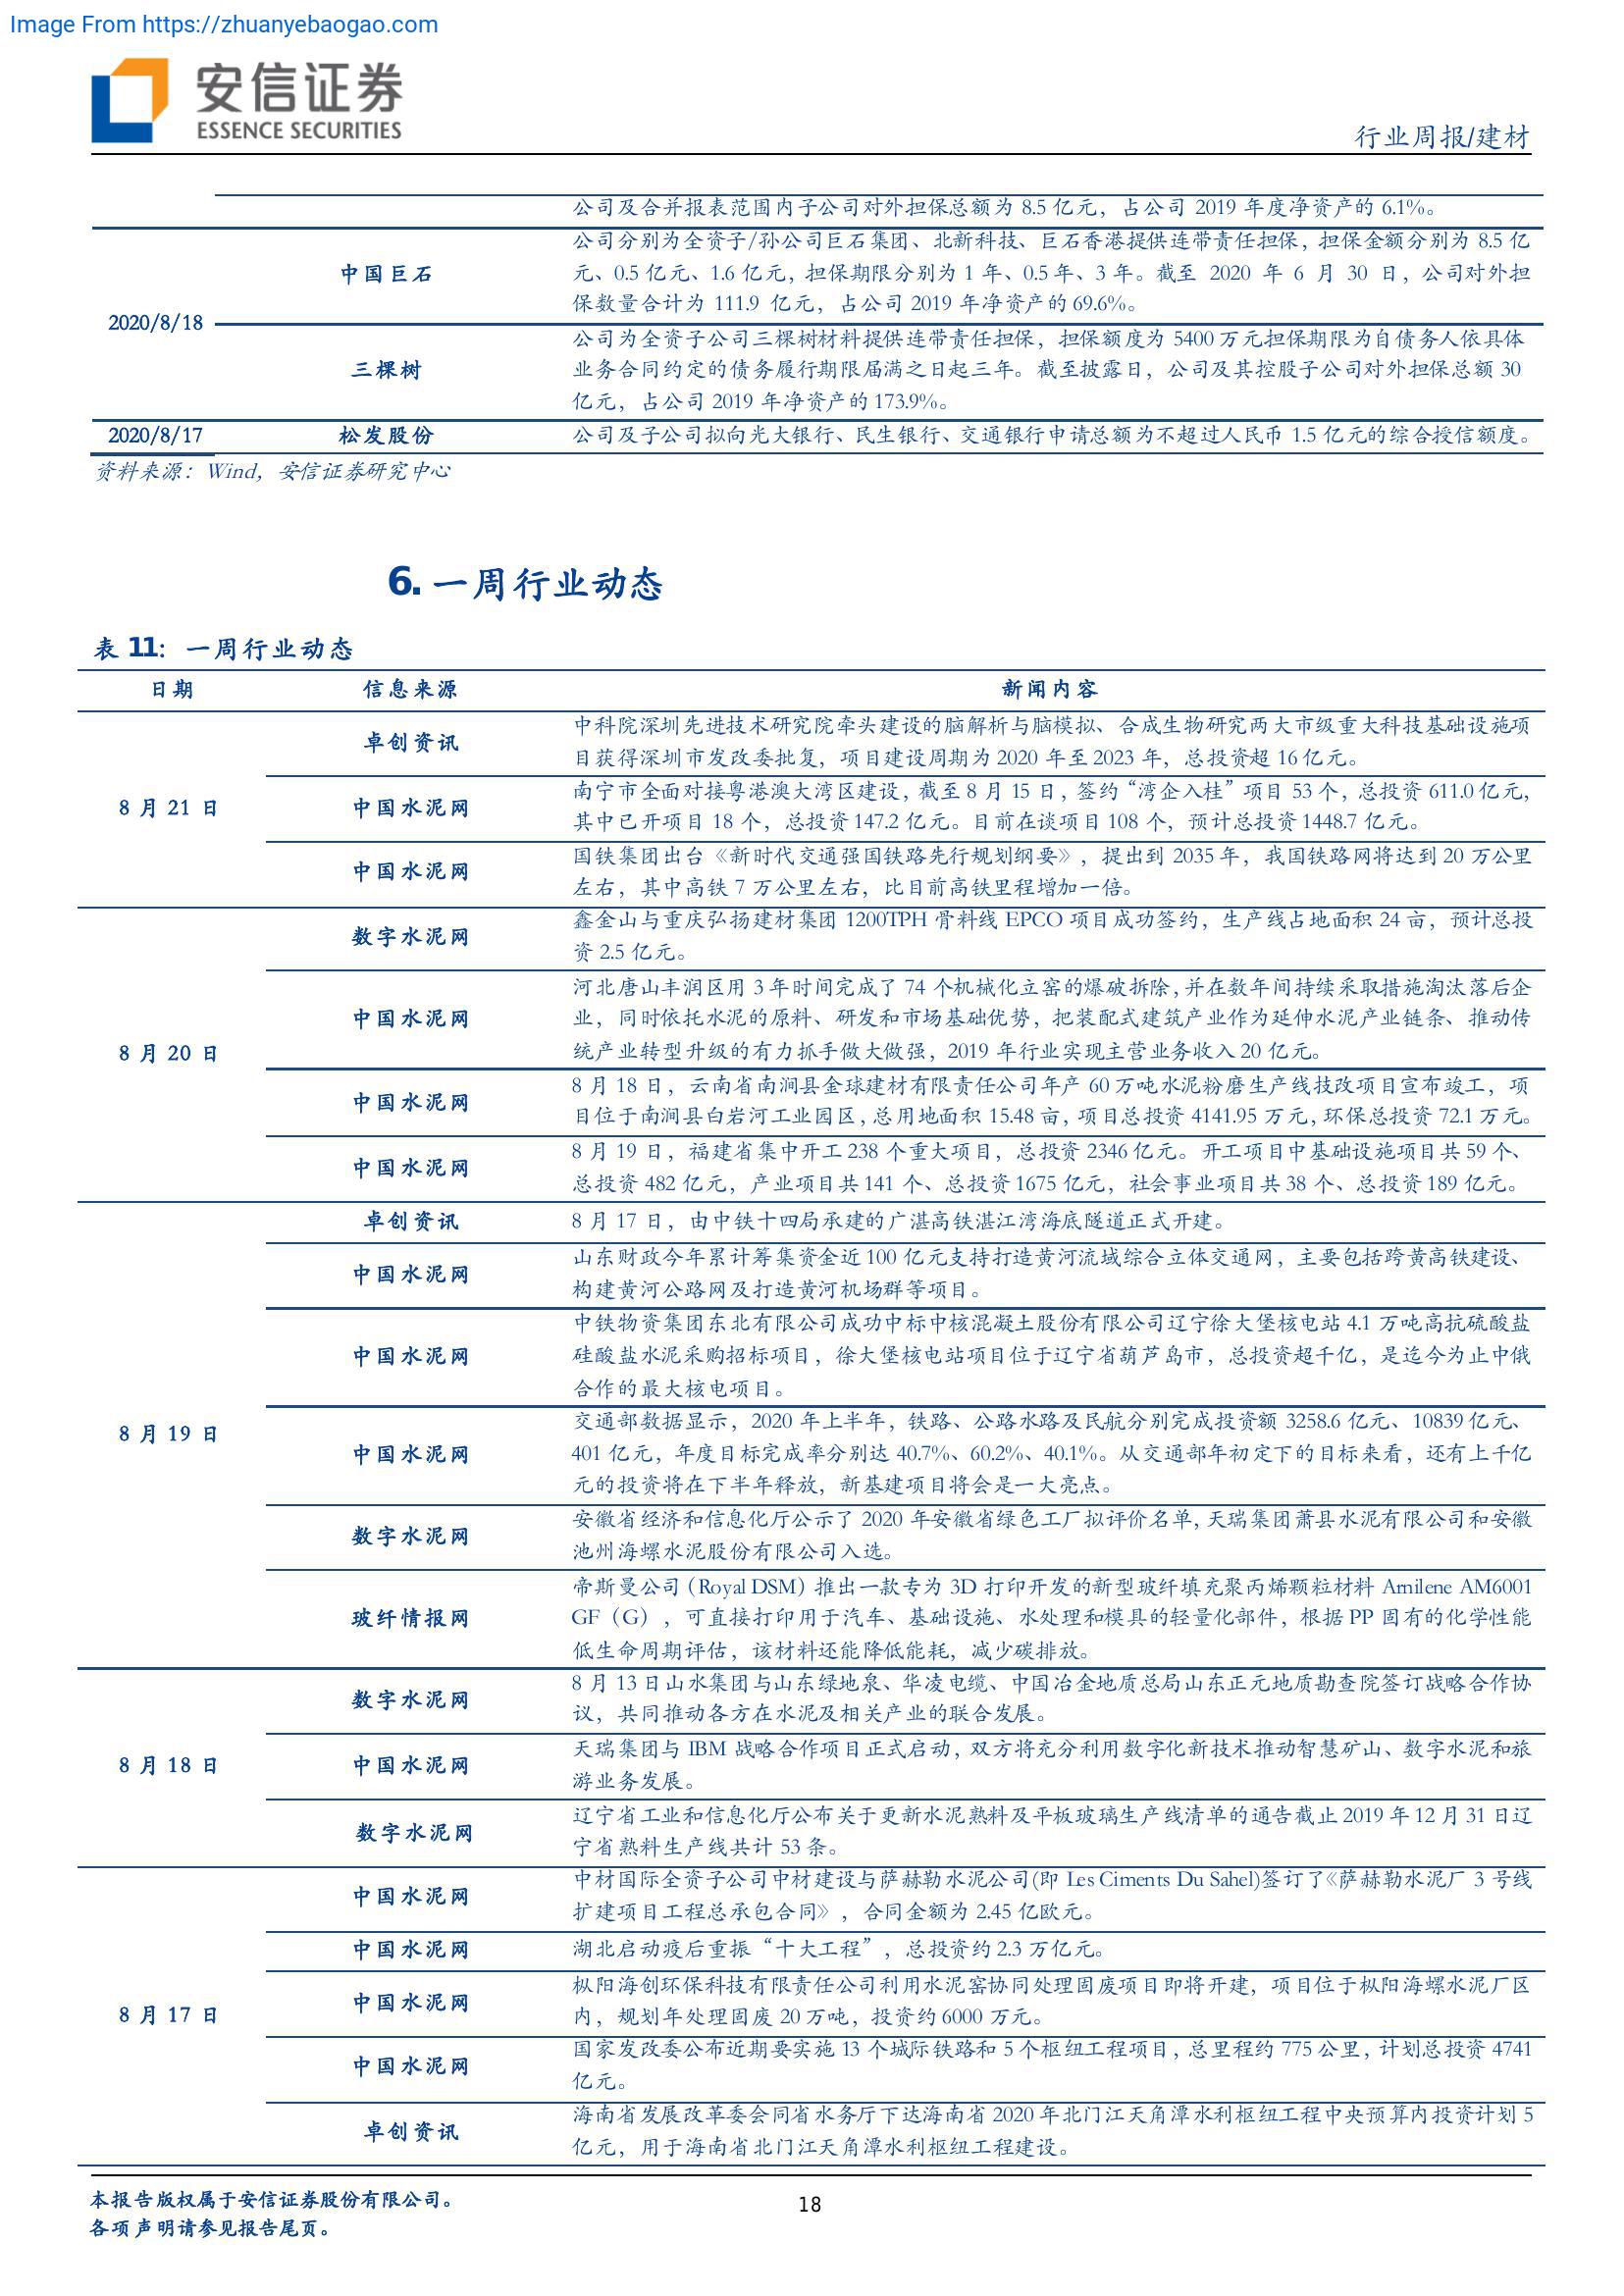 Image From https://zhuanyebaogao.com
安信证券
ESSENCE SECURITIES
行业周报/建材
公司及合并报表范围内子公司对外担保总额为 8.5 亿元，占公司 2019 年度净资产的 6.1%。
2020/8/18
中国巨石
公司分别为全资子/孙公司巨石集团、北新科技、巨石香港提供连带责任担保，担保金额分别为 8.5 亿
元、0.5 亿元、1.6 亿元，担保期限分别为 1 年、0.5 年、3 年。截至 2020 年 6 月 30 日，公司对外担
保数量合计为 111.9 亿元，占公司 2019 年净资产的 69.6%。
三棵树
公司为全资子公司三棵树材料提供连带责任担保，担保额度为 5400 万元担保期限为自债务人依具体
业务合同约定的债务履行期限届满之日起三年。截至披露日，公司及其控股子公司对外担保总额 30
亿元，占公司 2019 年净资产的 173.9%。
2020/8/17
松发股份
公司及子公司拟向光大银行、民生银行、交通银行申请总额为不超过人民币 1.5 亿元的综合授信额度。
资料来源：Wind，安信证券研究中心
6. 一周行业动态
表 11：一周行业动态
日期 信息来源 新闻内容
8 月 21 日
卓创资讯
中科院深圳先进技术研究院牵头建设的脑解析与脑模拟、合成生物研究两大市级重大科技基础设施项
目获得深圳市发改委批复，项目建设周期为 2020 年至 2023 年，总投资超 16 亿元。
中国水泥网
南宁市全面对接粤港澳大湾区建设，截至 8 月 15 日，签约“湾企入桂”项目 53 个，总投资 611.0 亿元，
其中已开项目 18 个，总投资 147.2 亿元。目前在谈项目 108 个，预计总投资 1448.7 亿元。
中国水泥网
国铁集团出台《新时代交通强国铁路先行规划纲要》，提出到 2035 年，我国铁路网将达到 20 万公里
左右，其中高铁 7 万公里左右，比目前高铁里程增加一倍。
8 月 20 日
数字水泥网
鑫金山与重庆弘扬建材集团 1200TPH 骨料线 EPCO 项目成功签约，生产线占地面积 24 亩，预计总投
资 2.5 亿元。
中国水泥网
河北唐山丰润区用 3 年时间完成了 74 个机械化立窑的爆破拆除，并在数年间持续采取措施淘汰落后企
业，同时依托水泥的原料、研发和市场基础优势，把装配式建筑产业作为延伸水泥产业链条、推动传
统产业转型升级的有力抓手做大做强，2019 年行业实现主营业务收入 20 亿元。
中国水泥网
8 月 18 日，云南省南涧县金球建材有限责任公司年产 60 万吨水泥粉磨生产线技改项目宣布竣工，项
目位于南涧县白岩河工业园区，总用地面积 15.48 亩，项目总投资 4141.95 万元，环保总投资 72.1 万元。
中国水泥网
8 月 19 日，福建省集中开工 238 个重大项目，总投资 2346 亿元。开工项目中基础设施项目共 59 个、
总投资 482 亿元，产业项目共 141 个、总投资 1675 亿元，社会事业项目共 38 个、总投资 189 亿元。
8 月 19 日
卓创资讯
8 月 17 日，由中铁十四局承建的广湛高铁湛江湾海底隧道正式开建。
中国水泥网
山东财政今年累计筹集资金近 100 亿元支持打造黄河流域综合立体交通网，主要包括跨黄高铁建设、
构建黄河公路网及打造黄河机场群等项目。
中国水泥网
中铁物资集团东北有限公司成功中标中核混凝土股份有限公司辽宁徐大堡核电站 4.1 万吨高抗硫酸盐
硅酸盐水泥采购招标项目，徐大堡核电站项目位于辽宁省葫芦岛市，总投资超千亿，是迄今为止中俄
合作的最大核电项目。
中国水泥网
交通部数据显示，2020 年上半年，铁路、公路水路及民航分别完成投资额 3258.6 亿元、10839 亿元、
401 亿元，年度目标完成率分别达 40.7%、60.2%、40.1%。从交通部年初定下的目标来看，还有上千亿
元的投资将在下半年释放，新基建项目将会是一大亮点。
数字水泥网
安徽省经济和信息化厅公示了 2020 年安徽省绿色工厂拟评价名单，天瑞集团萧县水泥有限公司和安徽
池州海螺水泥股份有限公司入选。
玻纤情报网
帝斯曼公司（Royal DSM）推出一款专为 3D 打印开发的新型玻纤填充聚丙烯颗粒材料 Arnilene AM6001
GF（G），可直接打印用于汽车、基础设施、水处理和模具的轻量化部件，根据 PP 固有的化学性能
低生命周期评估，该材料还能降低能耗，减少碳排放。
8 月 18 日
数字水泥网
8 月 13 日山水集团与山东绿地泉、华凌电缆、中国冶金地质总局山东正元地质勘查院签订战略合作协
议，共同推动各方在水泥及相关产业的联合发展。
中国水泥网
天瑞集团与 IBM 战略合作项目正式启动，双方将充分利用数字化新技术推动智慧矿山、数字水泥和旅
游业务发展。
数字水泥网
辽宁省工业和信息化厅公布关于更新水泥熟料及平板玻璃生产线清单的通告截止 2019 年 12 月 31 日辽
宁省熟料生产线共计 53 条。
8 月 17 日
中国水泥网
中材国际全资子公司中材建设与萨赫勒水泥公司(即 Les Ciments Du Sahel)签订了《萨赫勒水泥厂 3 号线
扩建项目工程总承包合同》，合同金额为 2.45 亿欧元。
中国水泥网
湖北启动疫后重振“十大工程”，总投资约 2.3 万亿元。
中国水泥网
枞阳海创环保科技有限责任公司利用水泥窑协同处理固废项目即将开建，项目位于枞阳海螺水泥厂区
内，规划年处理固废 20 万吨，投资约 6000 万元。
中国水泥网
国家发改委公布近期要实施 13 个城际铁路和 5 个枢纽工程项目，总里程约 775 公里，计划总投资 4741
亿元。
卓创资讯
海南省发展改革委会同省水务厅下达海南省 2020 年北门江天角潭水利枢纽工程中央预算内投资计划 5
亿元，用于海南省北门江天角潭水利枢纽工程建设。
本报告版权属于安信证券股份有限公司。
各项声明请参见报告尾页。
18